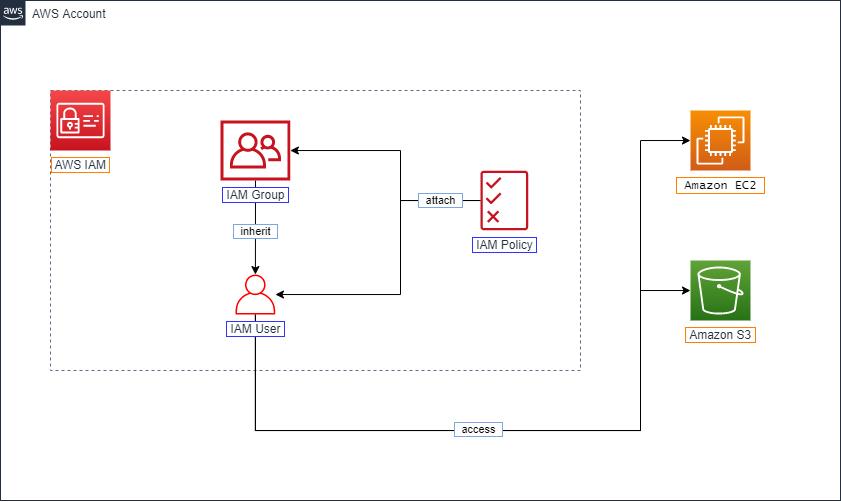 aws
AWS Account
AWS IAM
IAM Group
inherit
IAM User
attach
IAM Policy
access
Amazon EC2
Amazon S3